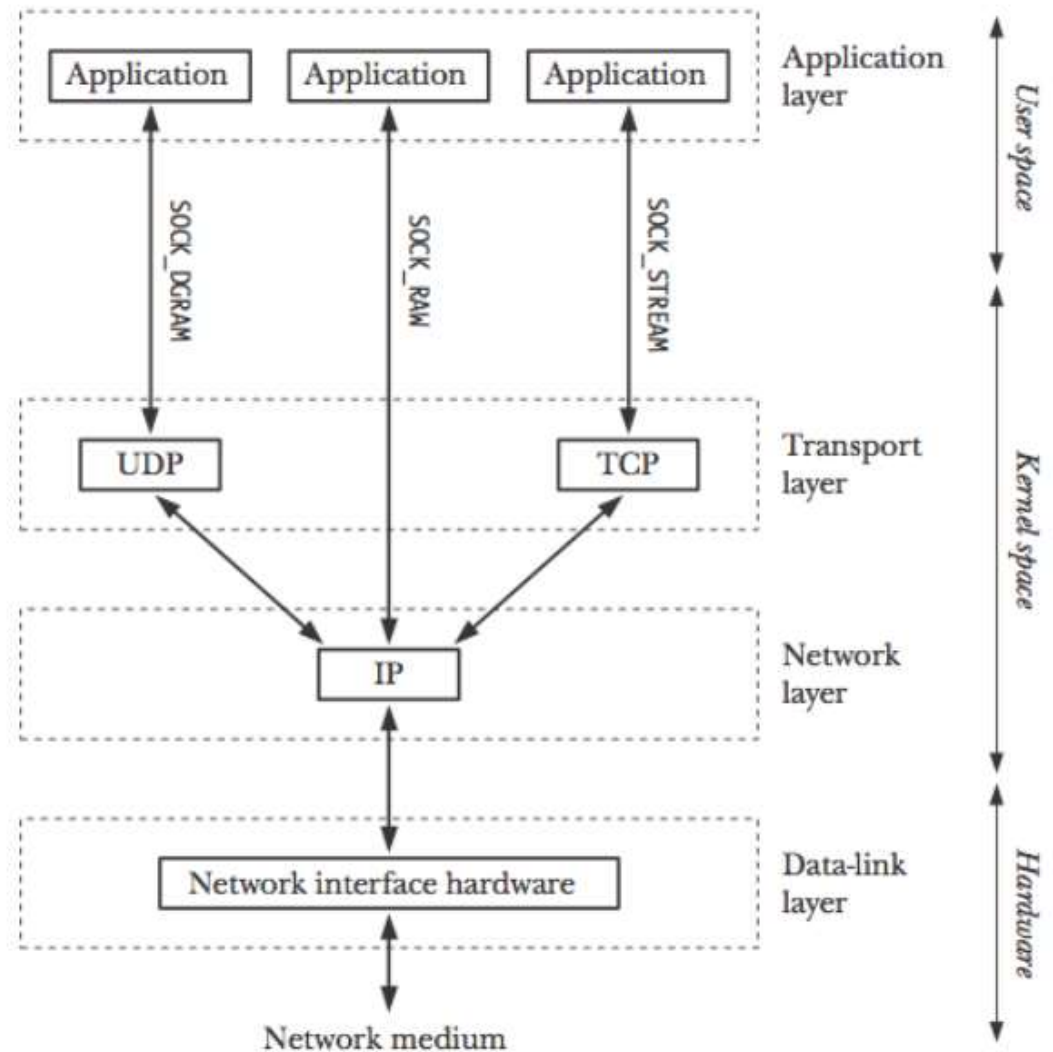 Application
Application
Application
Application
layer
User space
SOCK_DGRAM
SOCK_RAW
SOCK_STREAM
UDP
TCP
Transport
layer
Kernel space
IP
Network
layer
Network interface hardware
Data-link
layer
Hardware
Network medium